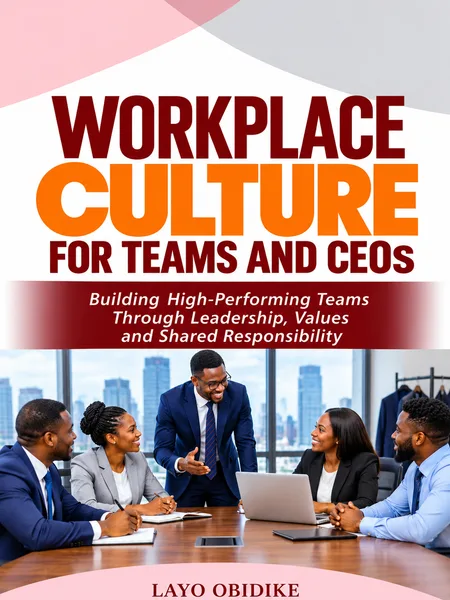 WORKPLACE
CULTURE
FOR TEAMS AND CEOs
Building High-Performing Teams
Through Leadership, Values
and Shared Responsibility
LAYO OBIDIKE